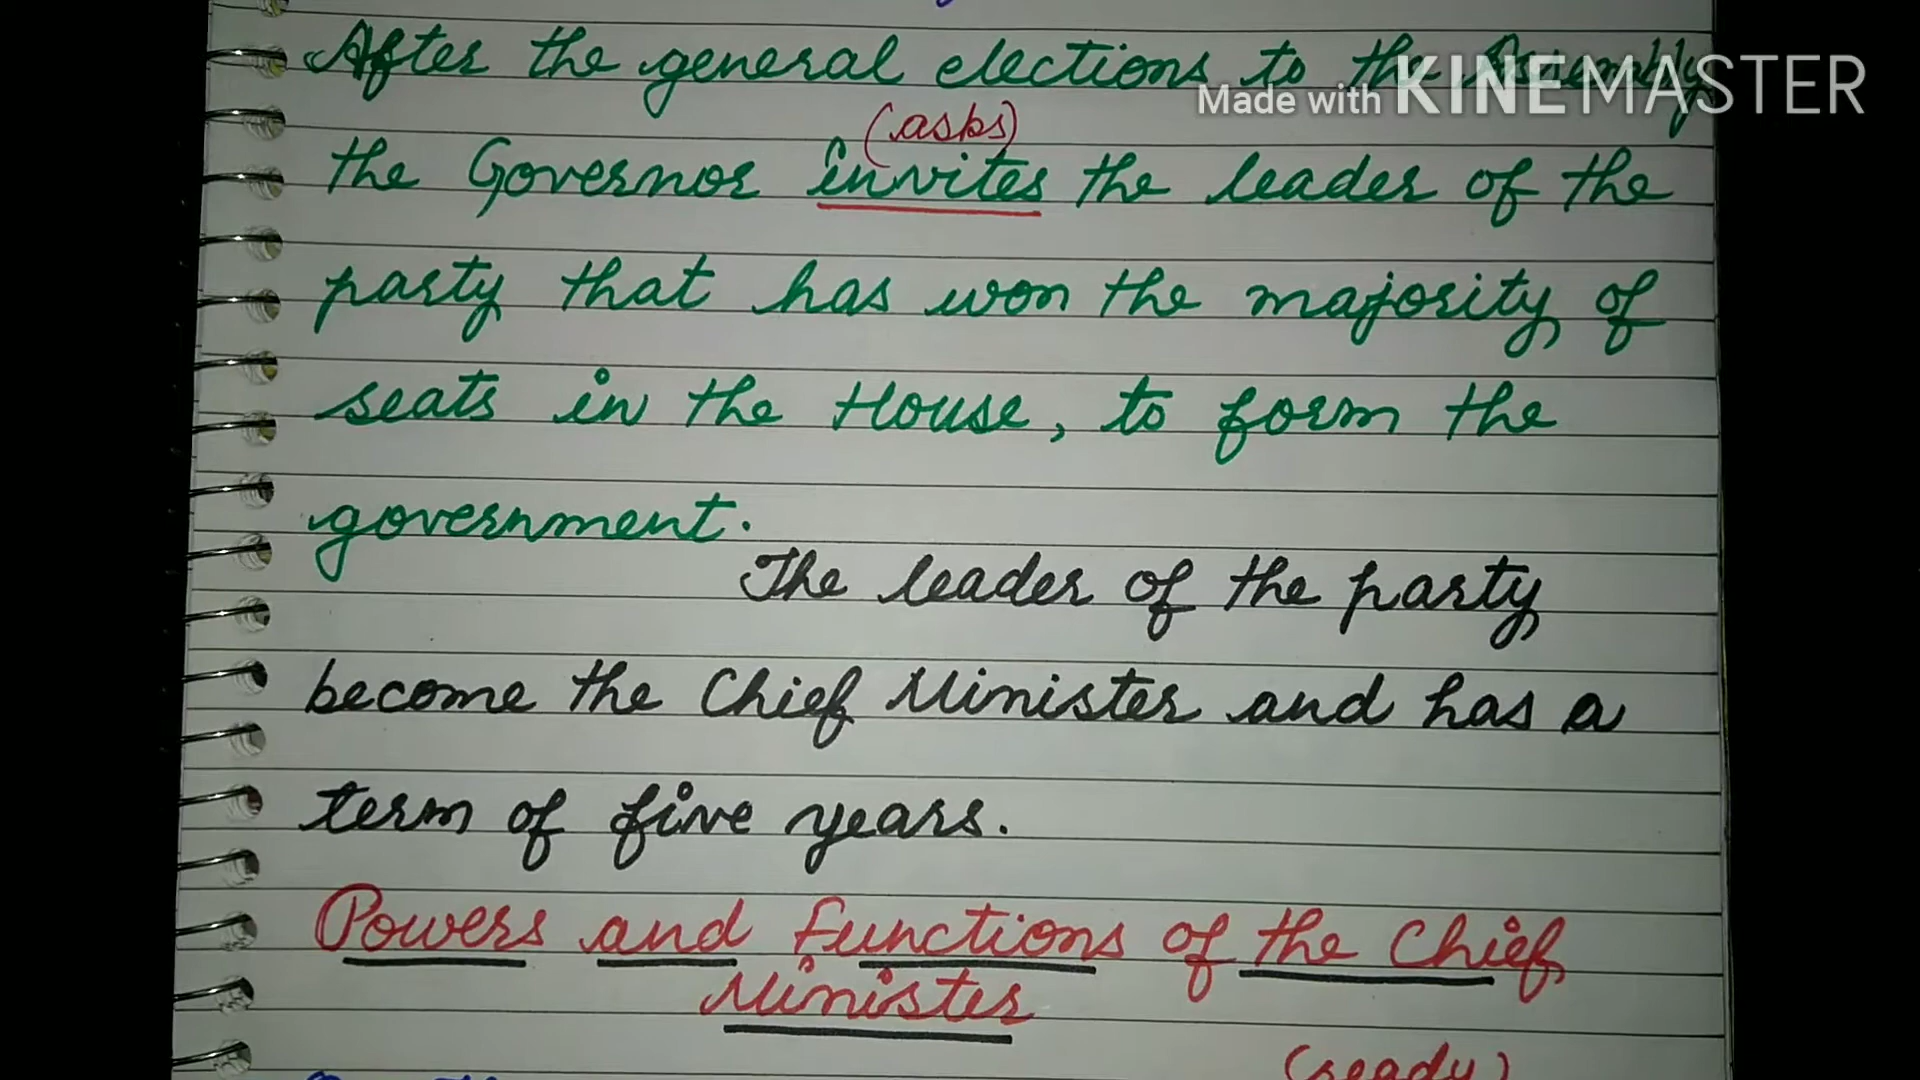 After the general elections to the Assembly
Made with KINEMASTER
(asks)
the Governor invites the leader of the
party that has won the majority of
seats in the House, to form the
government.
The leader of the party
become the Chief Minister and has a
term of five years.
Powers and Functions of the Chief
Minister
(ready)